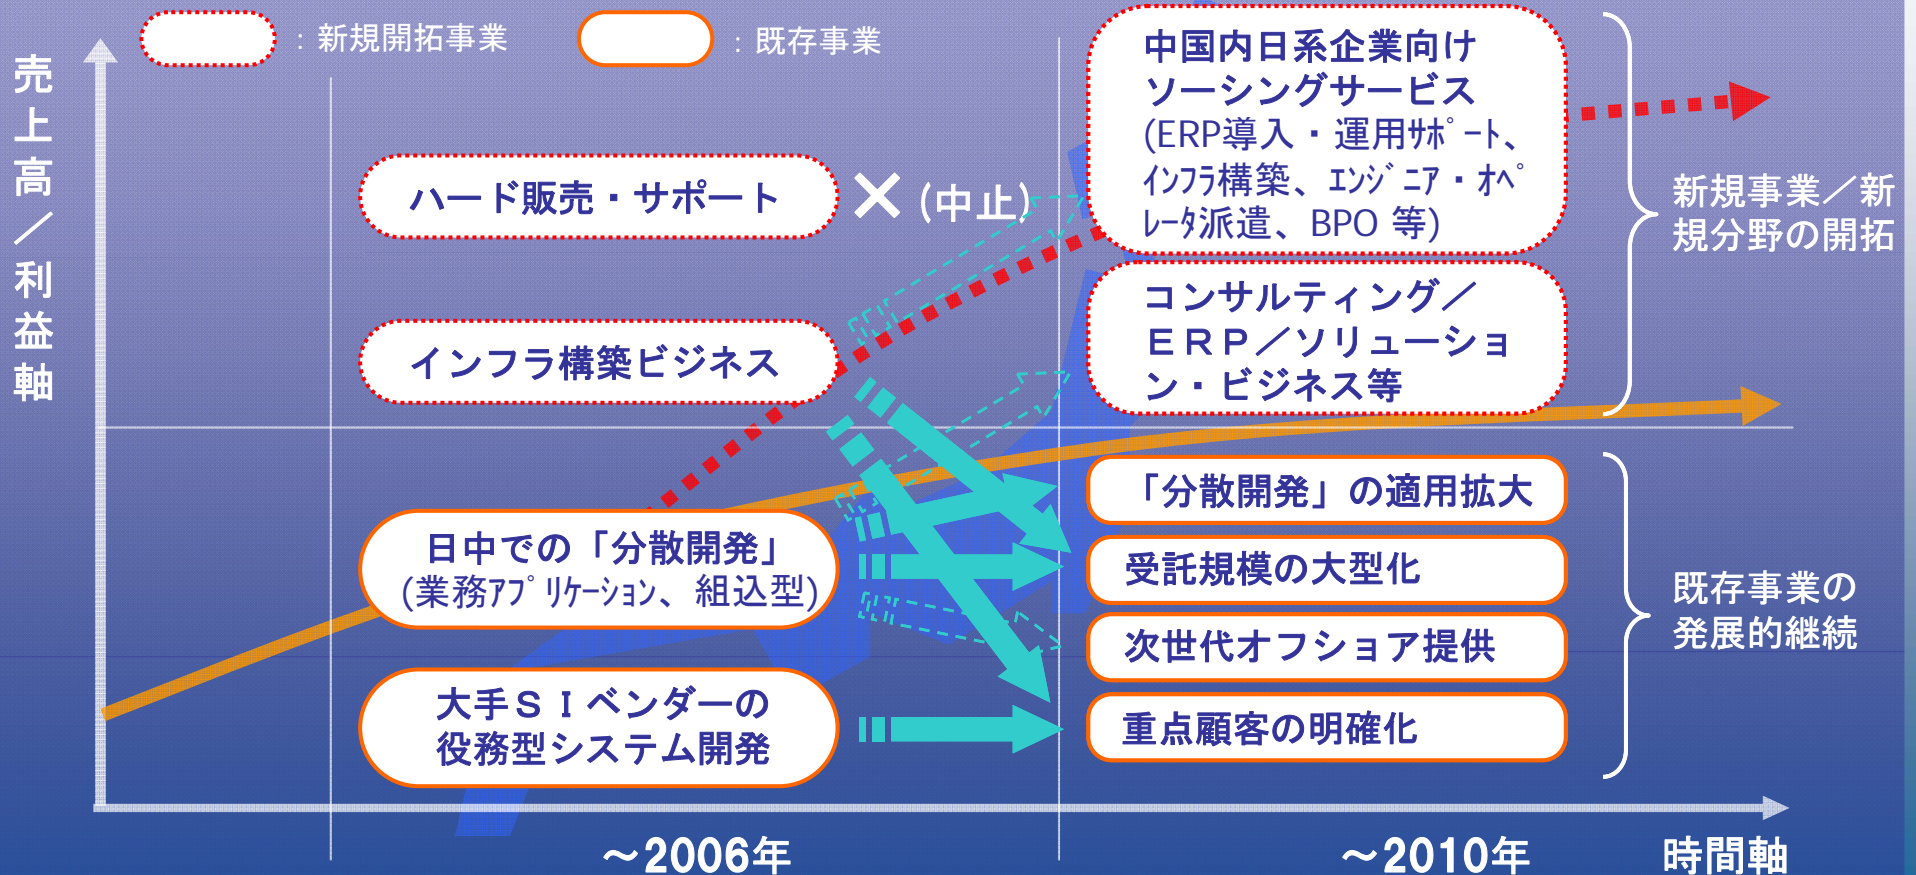 ：新規開拓事業
：既存事業
売上高／利益軸
中国内日系企業向け
ソーシングサービス
(ERP導入・運用ｻﾎﾟｰﾄ、
ｲﾝﾌﾗ構築、ｴﾝｼﾞﾆｱ・ｵﾍﾟ
ﾚｰﾀ派遣、BPO 等)
ハード販売・サポート
×(中止)
新規事業／新
規分野の開拓
コンサルティング／
ＥＲＰ／ソリューショ
ン・ビジネス等
インフラ構築ビジネス
「分散開発」の適用拡大
日中での「分散開発」
(業務ｱﾌﾟﾘｹｰｼｮﾝ、組込型)
受託規模の大型化
既存事業の
発展的継続
次世代オフショア提供
大手ＳＩベンダーの
役務型システム開発
重点顧客の明確化
～2006年
～2010年
時間軸